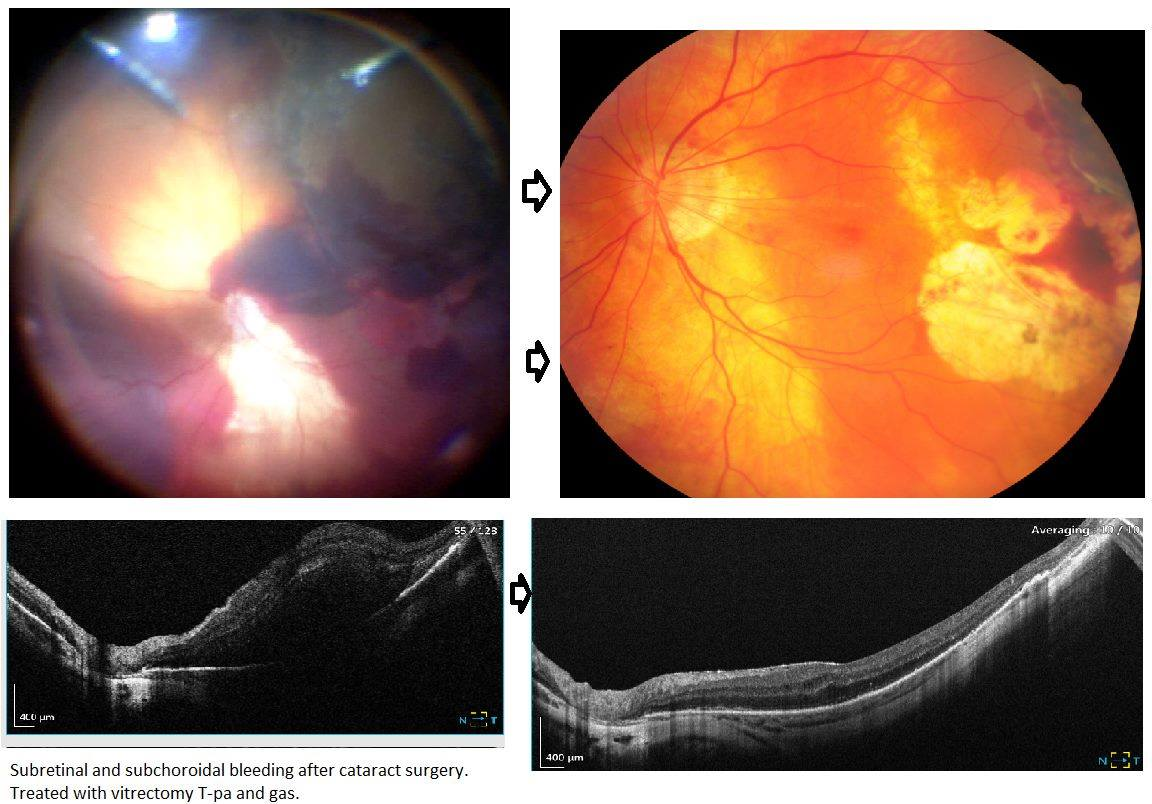 55 / 123
Averaging : 10 / 10
400 µm
N T
400 µm
N T
Subretinal and subchoroidal bleeding after cataract surgery.
Treated with vitrectomy T-pa and gas.